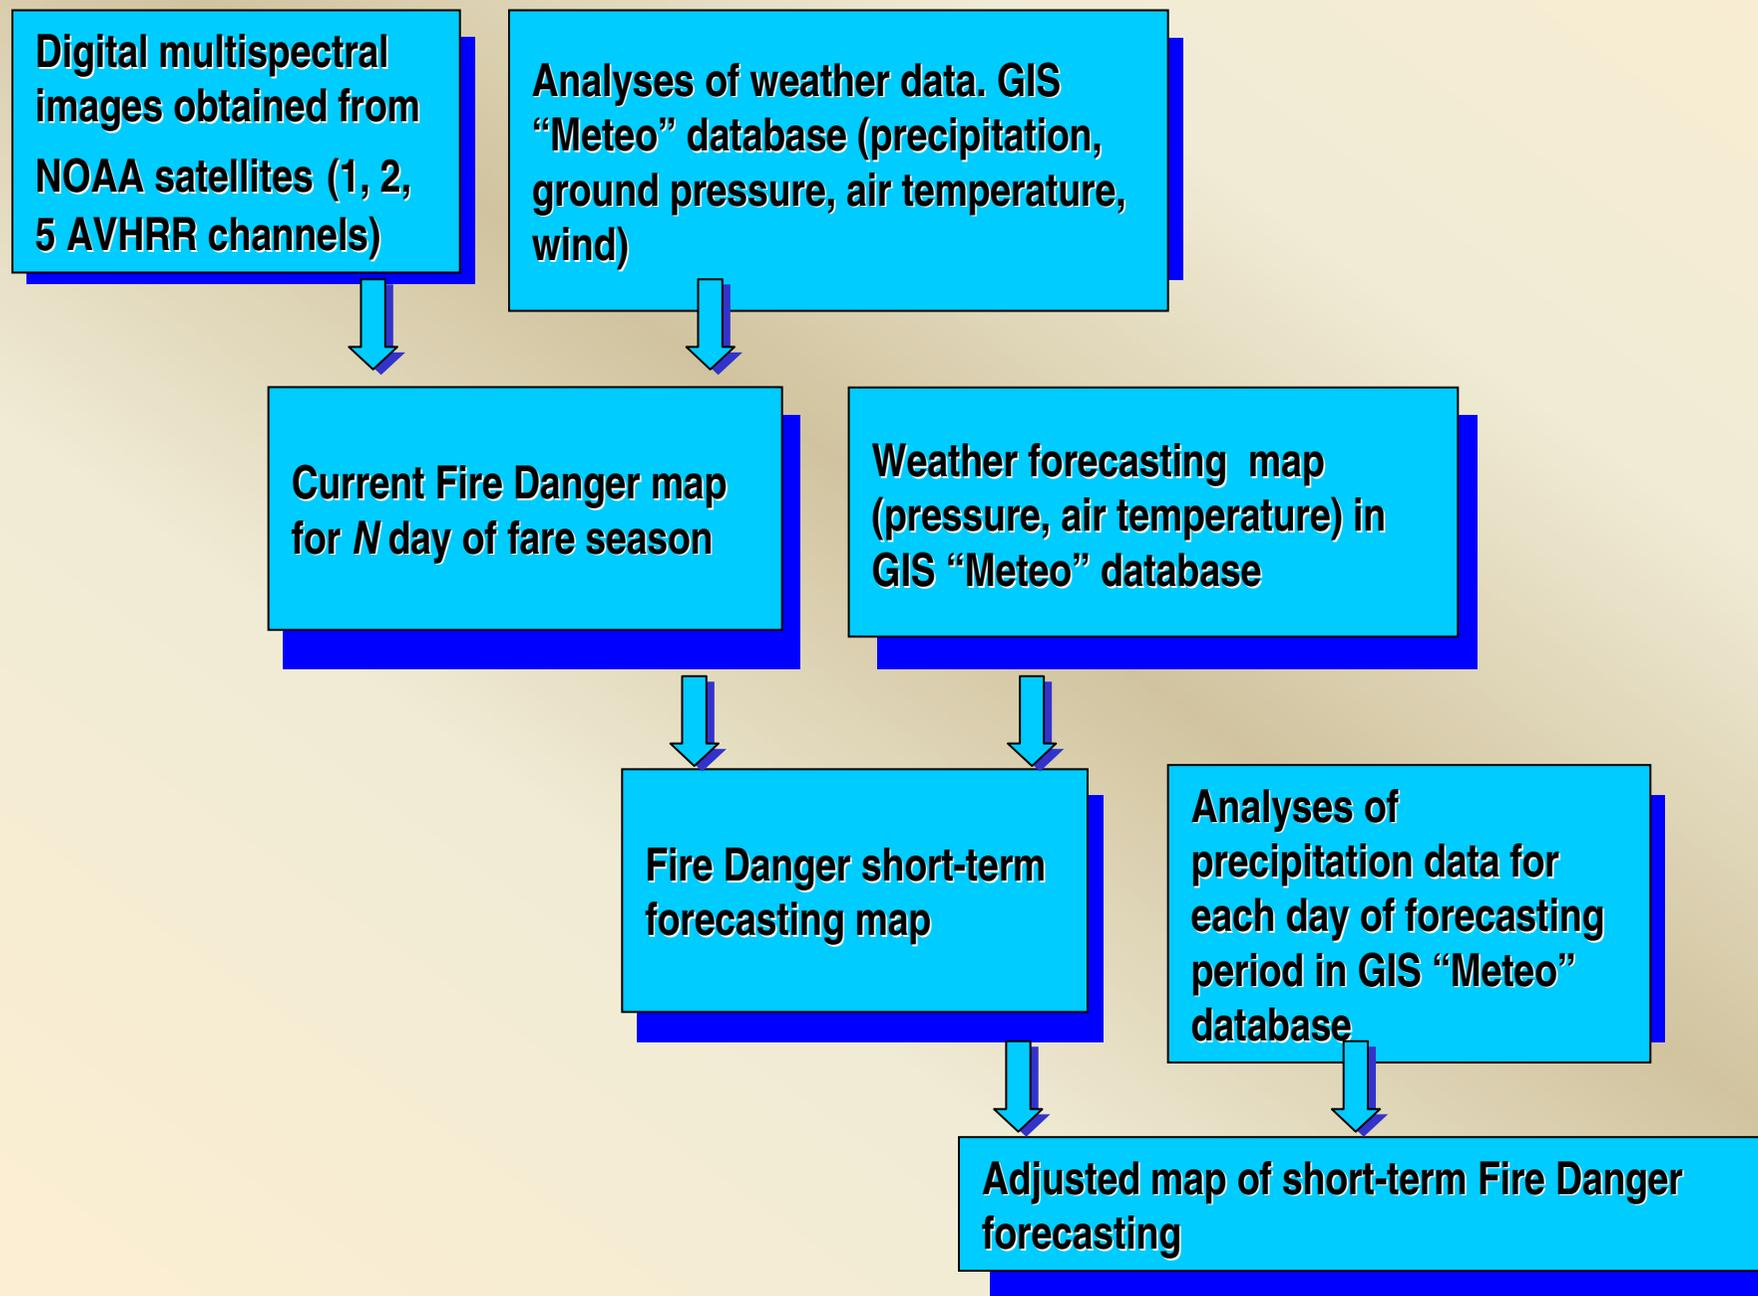 Digital multispectral
images obtained from
NOAA satellites (1, 2,
5 AVHRR channels)
Analyses of weather data. GIS
“Meteo” database (precipitation,
ground pressure, air temperature,
wind)
Current Fire Danger map
for N day of fare season
Weather forecasting  map
(pressure, air temperature) in
GIS “Meteo” database
Fire Danger short-term
forecasting map
Analyses of
precipitation data for
each day of forecasting
period in GIS “Meteo”
database
Adjusted map of short-term Fire Danger
forecasting